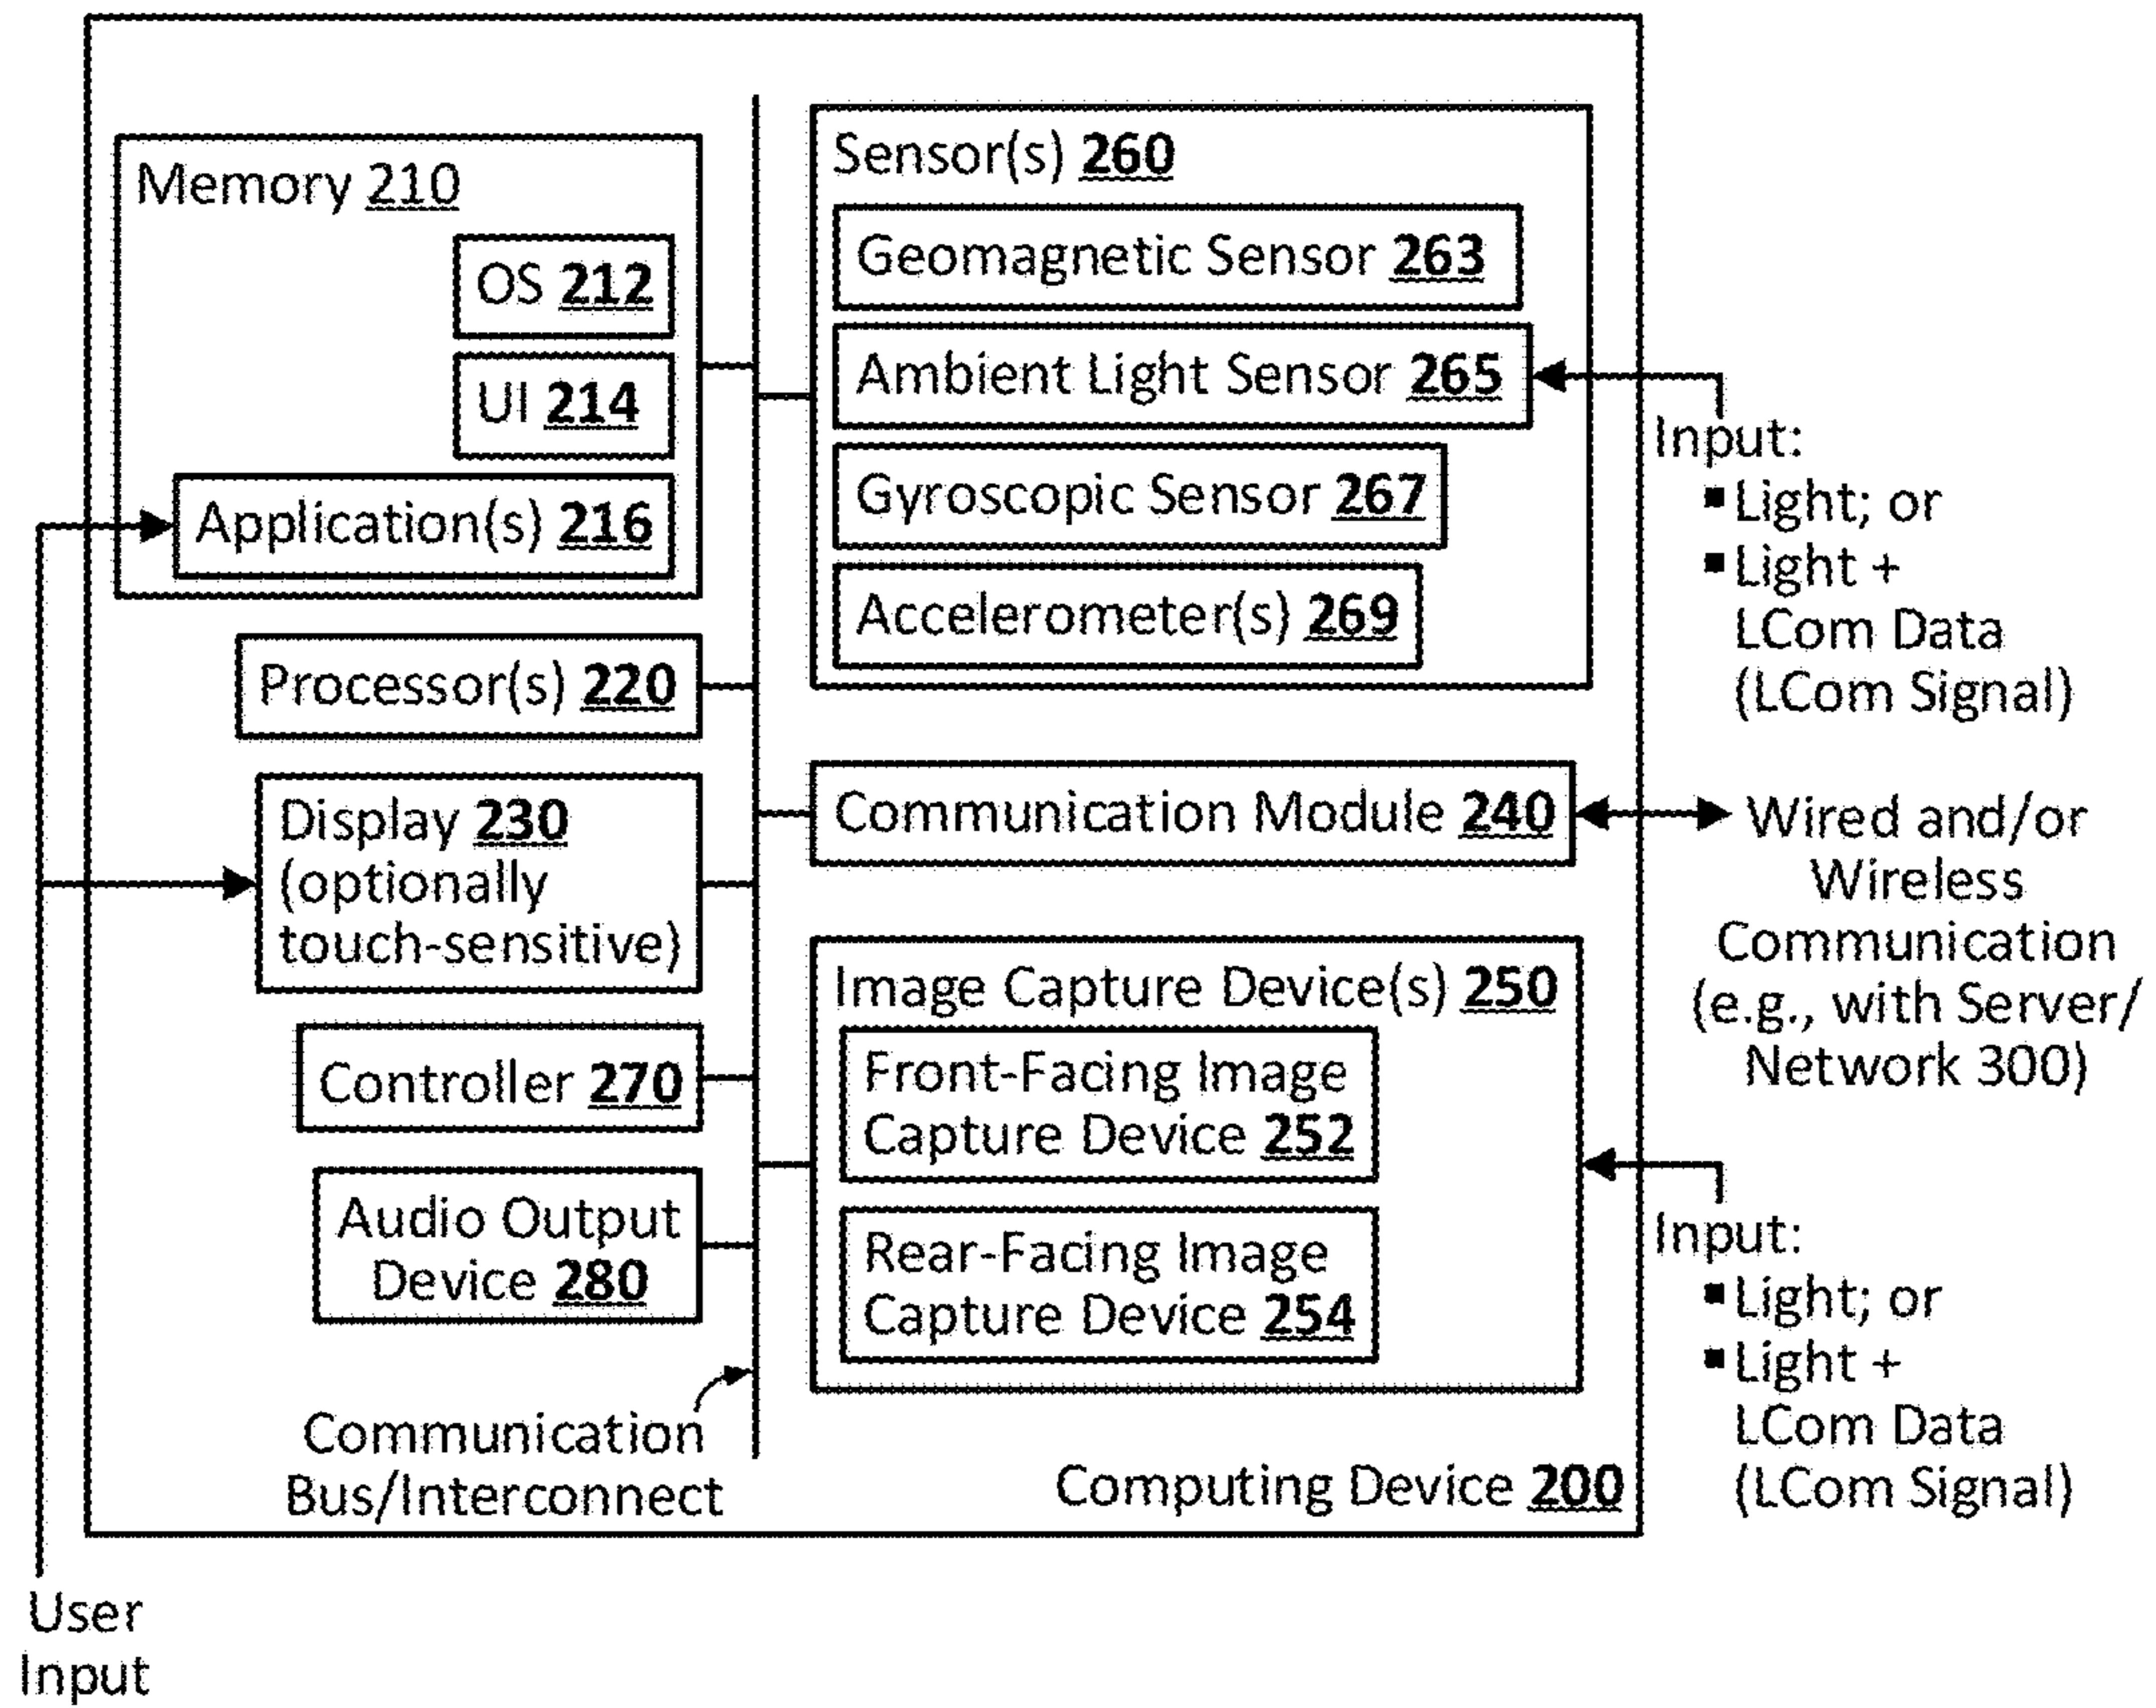 Memory 210
OS 212
UI 214
Application(s) 216
Processor(s) 220
Display 230
(optionally
touch-sensitive)
Controller 270
Audio Output
Device 280
Communication
Bus/Interconnect
Sensor(s) 260
Geomagnetic Sensor 263
Ambient Light Sensor 265
Gyroscopic Sensor 267
Accelerometer(s) 269
Communication Module 240
Image Capture Device(s) 250
Front-Facing Image
Capture Device 252
Rear-Facing Image
Capture Device 254
Computing Device 200
Input:
▪ Light; or
▪ Light +
LCom Data
(LCom Signal)
Wired and/or
Wireless
Communication
(e.g., with Server/
Network 300)
Input:
▪ Light; or
▪ Light +
LCom Data
(LCom Signal)
User
Input